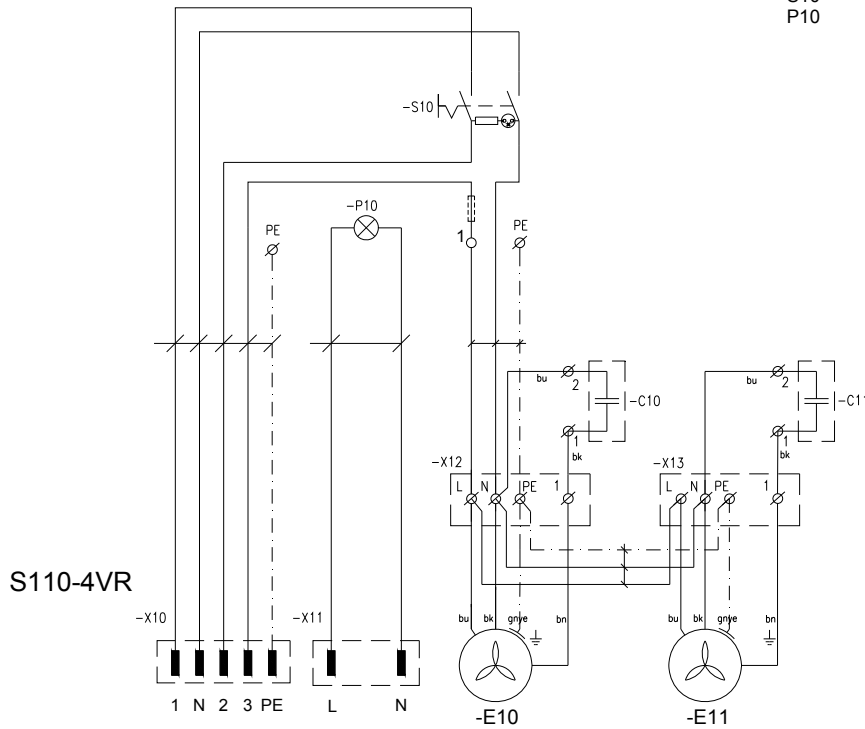 P10
-S10
-P10
PE
1
PE
bu
2
-C10
1
bk
bu
2
-C11
1
bk
-X12
L N PE 1
-X13
L N PE 1
S110-4VR
-X10
-X11
bu bk gnye bn
bu bk gnye bn
1 N 2 3 PE
L N
-E10
-E11